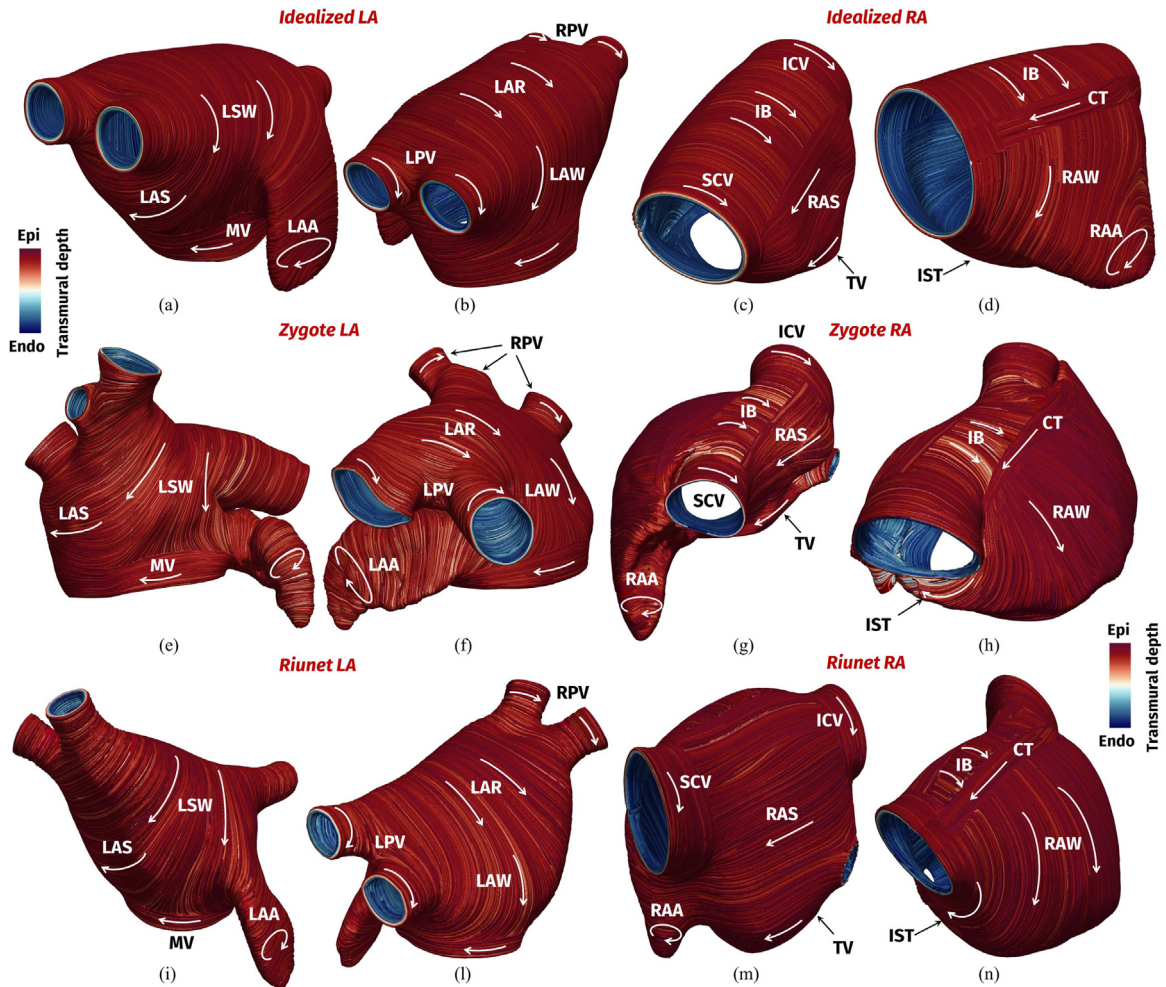 Idealized LA
Idealized RA
RPV
LSW
LAS
MV
LAA
LAR
LPV
LAW
ICV
IB
SCV
RAS
TV
IB
CT
RAW
RAA
IST
Epi
Endo
Transmural depth
(a)
(b)
(c)
(d)
Zygote LA
Zygote RA
LSW
LAS
MV
RPV
LAR
LPV
LAW
LAA
ICV
IB
RAS
SCV
TV
RAA
IB
CT
RAW
IST
(e)
(f)
(g)
(h)
Epi
Endo
Transmural depth
Riunet LA
Riunet RA
LSW
LAS
LAA
MV
RPV
LAR
LPV
LAW
ICV
SCV
RAS
RAA
TV
IB
CT
RAW
IST
(i)
(l)
(m)
(n)